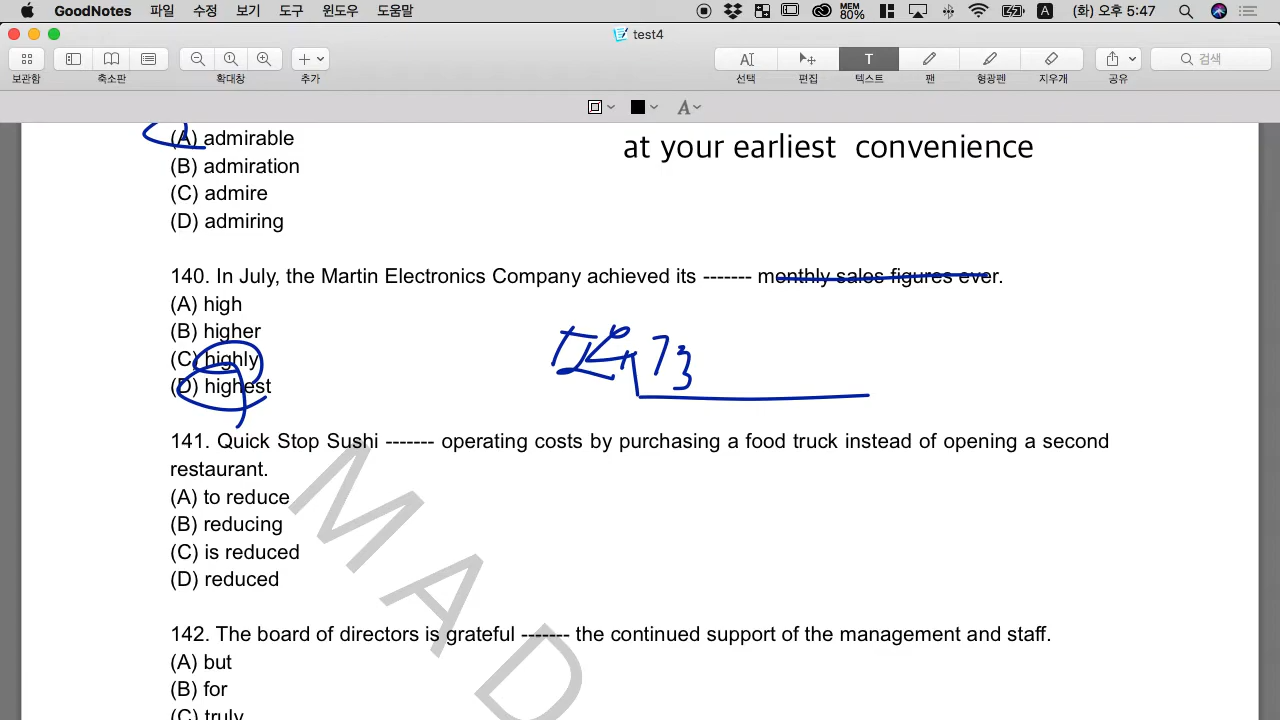 GoodNotes 파일 수정 보기 도구 윈도우 도움말 MEM 80% A (화) 오후 5:47
test4
보관함 축소판 확대창 추가 선택 편집 텍스트 펜 형광펜 지우개 공유 검색
(A) admirable
at your earliest convenience
(B) admiration
(C) admire
(D) admiring
140. In July, the Martin Electronics Company achieved its ------- monthly sales figures ever.
(A) high
(B) higher
(C) highly
(D) highest
141. Quick Stop Sushi ------- operating costs by purchasing a food truck instead of opening a second
restaurant.
(A) to reduce
(B) reducing
(C) is reduced
(D) reduced
142. The board of directors is grateful ------- the continued support of the management and staff.
(A) but
(B) for
(C) truly
MAD